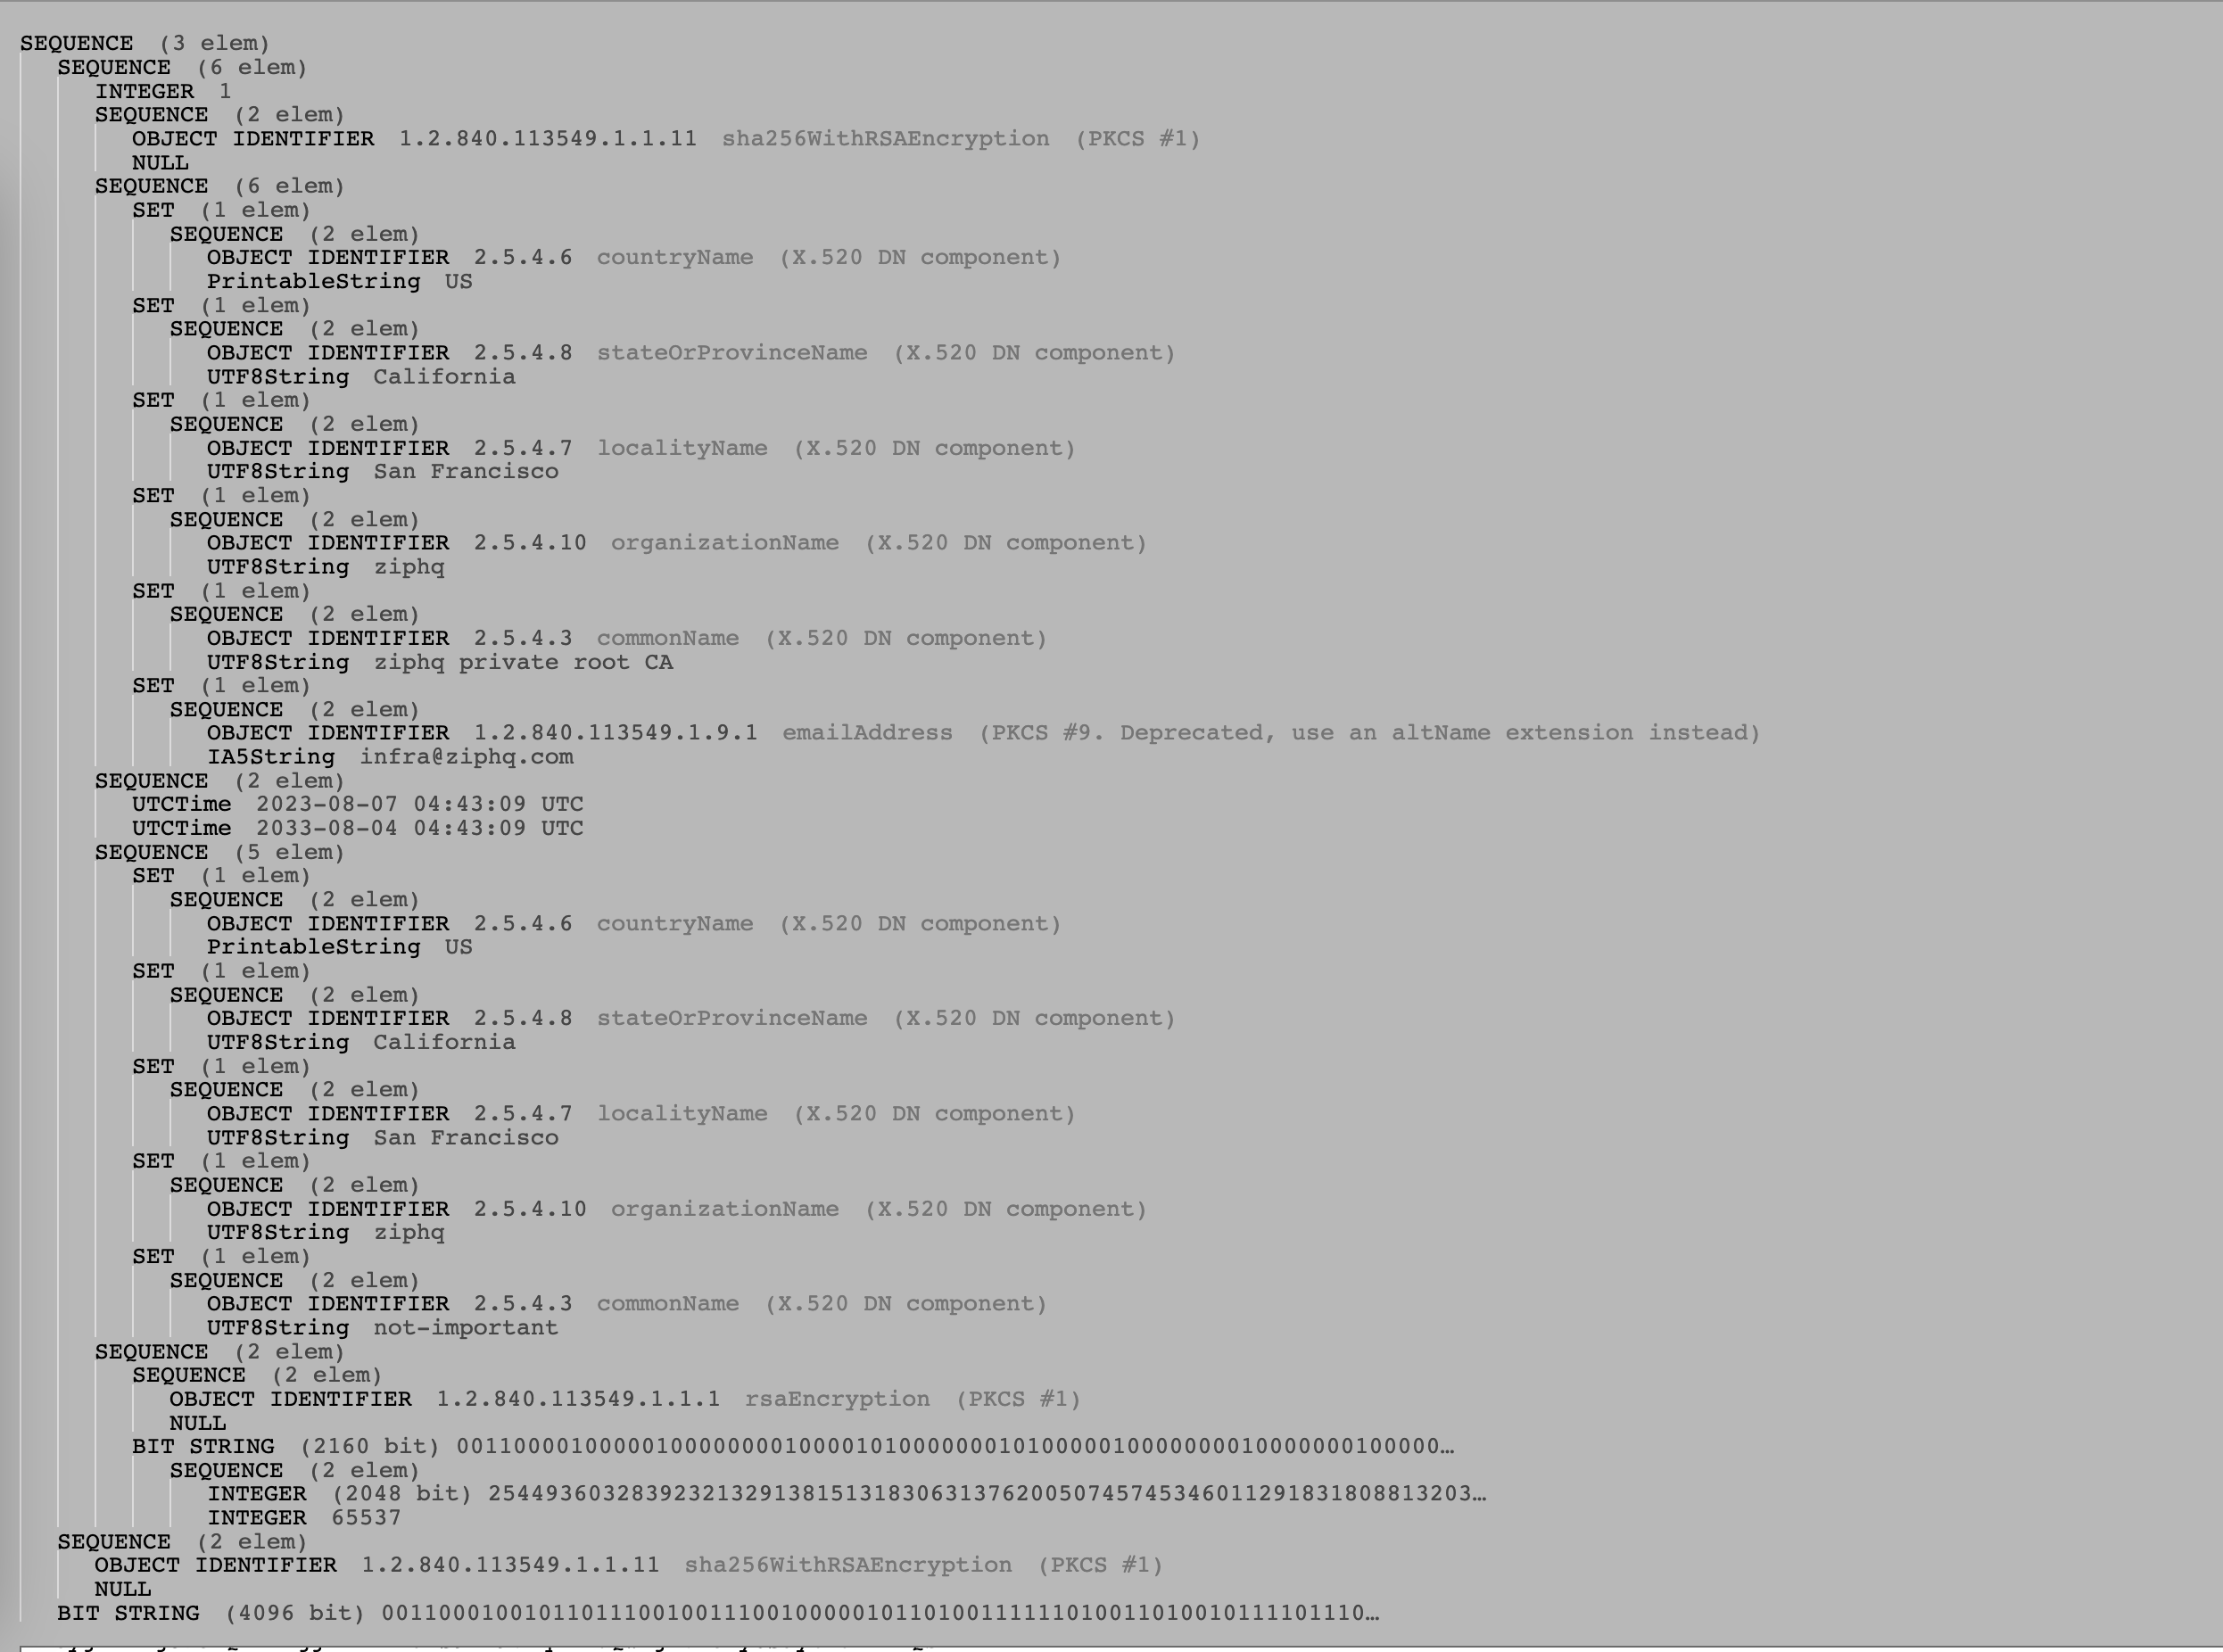 SEQUENCE (3 elem)
SEQUENCE (6 elem)
INTEGER 1
SEQUENCE (2 elem)
OBJECT IDENTIFIER 1.2.840.113549.1.1.11 sha256WithRSAEncryption (PKCS #1)
NULL
SEQUENCE (6 elem)
SET (1 elem)
SEQUENCE (2 elem)
OBJECT IDENTIFIER 2.5.4.6 countryName (X.520 DN component)
PrintableString US
SET (1 elem)
SEQUENCE (2 elem)
OBJECT IDENTIFIER 2.5.4.8 stateOrProvinceName (X.520 DN component)
UTF8String California
SET (1 elem)
SEQUENCE (2 elem)
OBJECT IDENTIFIER 2.5.4.7 localityName (X.520 DN component)
UTF8String San Francisco
SET (1 elem)
SEQUENCE (2 elem)
OBJECT IDENTIFIER 2.5.4.10 organizationName (X.520 DN component)
UTF8String ziphq
SET (1 elem)
SEQUENCE (2 elem)
OBJECT IDENTIFIER 2.5.4.3 commonName (X.520 DN component)
UTF8String ziphq private root CA
SET (1 elem)
SEQUENCE (2 elem)
OBJECT IDENTIFIER 1.2.840.113549.1.9.1 emailAddress (PKCS #9. Deprecated, use an altName extension instead)
IA5String infra@ziphq.com
SEQUENCE (2 elem)
UTCTime 2023-08-07 04:43:09 UTC
UTCTime 2033-08-04 04:43:09 UTC
SEQUENCE (5 elem)
SET (1 elem)
SEQUENCE (2 elem)
OBJECT IDENTIFIER 2.5.4.6 countryName (X.520 DN component)
PrintableString US
SET (1 elem)
SEQUENCE (2 elem)
OBJECT IDENTIFIER 2.5.4.8 stateOrProvinceName (X.520 DN component)
UTF8String California
SET (1 elem)
SEQUENCE (2 elem)
OBJECT IDENTIFIER 2.5.4.7 localityName (X.520 DN component)
UTF8String San Francisco
SET (1 elem)
SEQUENCE (2 elem)
OBJECT IDENTIFIER 2.5.4.10 organizationName (X.520 DN component)
UTF8String ziphq
SET (1 elem)
SEQUENCE (2 elem)
OBJECT IDENTIFIER 2.5.4.3 commonName (X.520 DN component)
UTF8String not-important
SEQUENCE (2 elem)
SEQUENCE (2 elem)
OBJECT IDENTIFIER 1.2.840.113549.1.1.1 rsaEncryption (PKCS #1)
NULL
BIT STRING (2160 bit) 001100001000001000000001000010100000001010000010000000010000000100000…
SEQUENCE (2 elem)
INTEGER (2048 bit) 254493603283923213291381513183063137620050745745346011291831808813203…
INTEGER 65537
SEQUENCE (2 elem)
OBJECT IDENTIFIER 1.2.840.113549.1.1.11 sha256WithRSAEncryption (PKCS #1)
NULL
BIT STRING (4096 bit) 001100010010110111001001110010000010110100111111010011010010111101110…